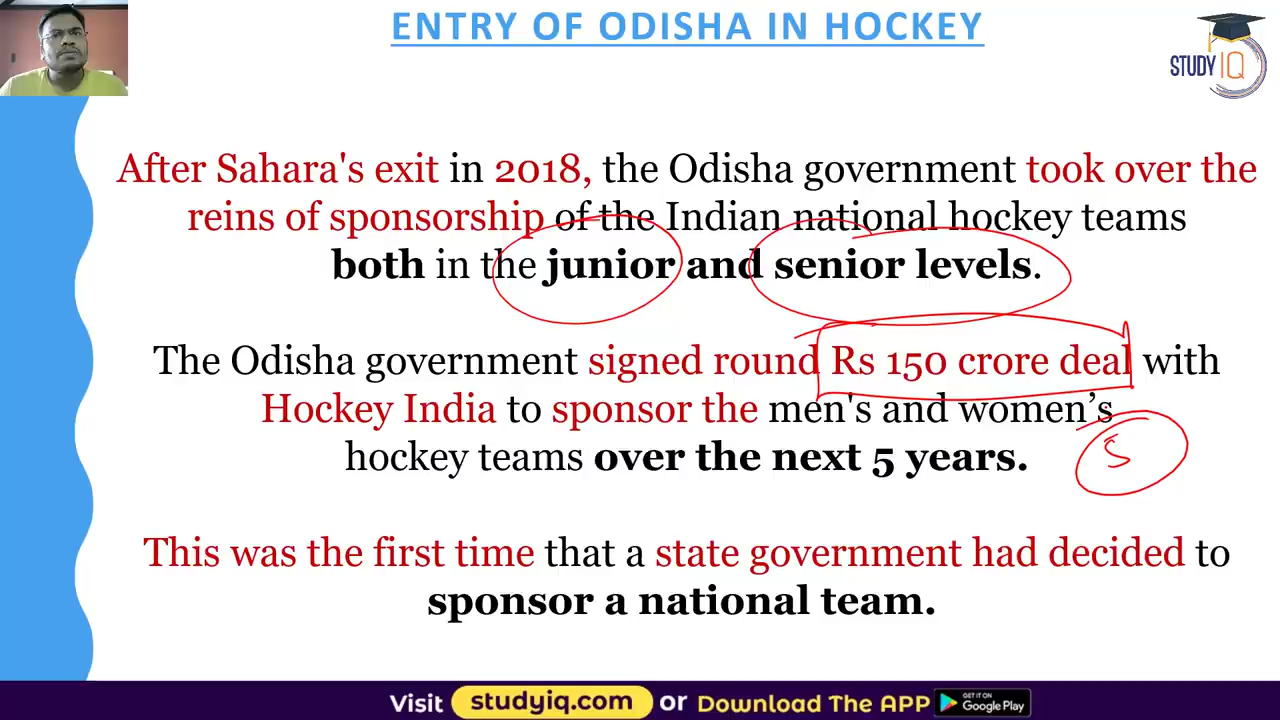 ENTRY OF ODISHA IN HOCKEY
STUDY IQ
After Sahara's exit in 2018, the Odisha government took over the
reins of sponsorship of the Indian national hockey teams
both in the junior and senior levels.
The Odisha government signed round Rs 150 crore deal with
Hockey India to sponsor the men's and women’s
hockey teams over the next 5 years.
5
This was the first time that a state government had decided to
sponsor a national team.
Visit studyiq.com or Download The APP GET IT ON Google Play